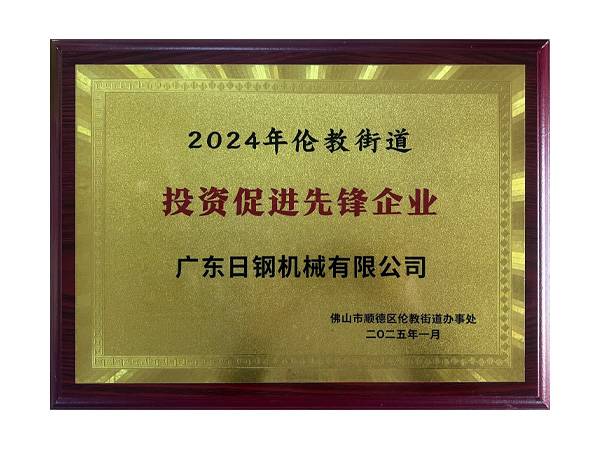 2024年伦教街道
投资促进先锋企业
广东日钢机械有限公司
佛山市顺德区伦教街道办事处
二〇二五年一月